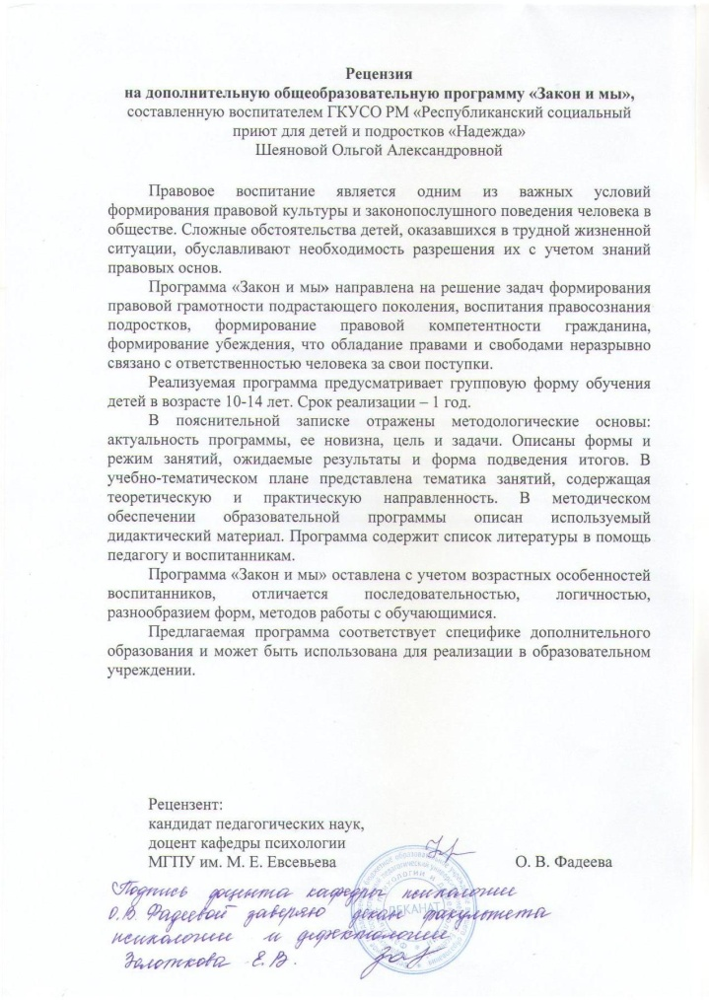 Рецензия
на дополнительную общеобразовательную программу «Закон и мы»,
составленную воспитателем ГКУСО РМ «Республиканский социальный
приют для детей и подростков «Надежда»
Шеяновой Ольгой Александровной
Правовое воспитание является одним из важных условий
формирования правовой культуры и законопослушного поведения человека в
обществе. Сложные обстоятельства детей, оказавшихся в трудной жизненной
ситуации, обуславливают необходимость разрешения их с учетом знаний
правовых основ.
Программа «Закон и мы» направлена на решение задач формирования
правовой грамотности подрастающего поколения, воспитания правосознания
подростков, формирование правовой компетентности гражданина,
формирование убеждения, что обладание правами и свободами неразрывно
связано с ответственностью человека за свои поступки.
Реализуемая программа предусматривает групповую форму обучения
детей в возрасте 10-14 лет. Срок реализации – 1 год.
В пояснительной записке отражены методологические основы:
актуальность программы, ее новизна, цель и задачи. Описаны формы и
режим занятий, ожидаемые результаты и форма подведения итогов. В
учебно-тематическом плане представлена тематика занятий, содержащая
теоретическую и практическую направленность. В методическом
обеспечении образовательной программы описан используемый
дидактический материал. Программа содержит список литературы в помощь
педагогу и воспитанникам.
Программа «Закон и мы» оставлена с учетом возрастных особенностей
воспитанников, отличается последовательностью, логичностью,
разнообразием форм, методов работы с обучающимися.
Предлагаемая программа соответствует специфике дополнительного
образования и может быть использована для реализации в образовательном
учреждении.
Рецензент:
кандидат педагогических наук,
доцент кафедры психологии
МГПУ им. М. Е. Евсевьева О. В. Фадеева
Подпись доцента кафедры психологии
О.В. Фадеевой заверяю декан факультета
психологии и дефектологии
Золоткова Е.В.
ДЕКАНАТ